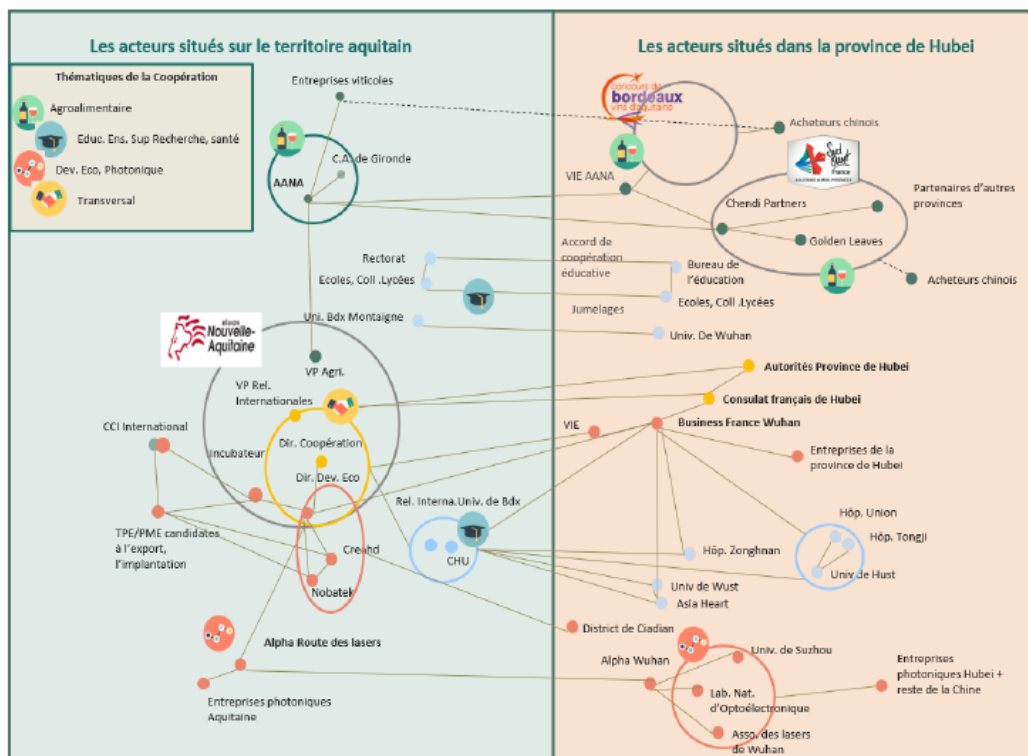 Les acteurs situés sur le territoire aquitain
Les acteurs situés dans la province de Hubei
Thématiques de la Coopération
Agroalimentaire
Educ. Ens. Sup Recherche, santé
Dev. Eco, Photonique
Transversal
Entreprises viticoles
C.A. de Gironde
AANA
concours de
bordeaux
vins d'aquitaine
Acheteurs chinois
VIE AANA
Sud Ouest
France
Chendi Partners
Partenaires d'autres
provinces
Golden Leaves
Acheteurs chinois
Rectorat
Ecoles, Coll .Lycées
Accord de
coopération
éducative
Bureau de
l'éducation
Jumelages
Ecoles, Coll .Lycées
Uni. Bdx Montaigne
Univ. De Wuhan
RÉGION
Nouvelle-
Aquitaine
VP Agri.
VP Rel.
Internationales
Autorités Province de Hubei
Consulat français de Hubei
CCI International
Incubateur
Dir. Coopération
Dir. Dev. Eco
VIE
Business France Wuhan
Entreprises de la
province de Hubei
TPE/PME candidates
à l'export,
l'implantation
Creahd
Nobatek
Rel. Interna.Univ. de Bdx
CHU
Hôp. Zonghnan
Hôp. Union
Hôp. Tongji
Univ de Hust
Univ de Wust
Asia Heart
Alpha Route des lasers
District de Ciadian
Entreprises photoniques
Aquitaine
Alpha Wuhan
Univ. de Suzhou
Lab. Nat.
d'Optoélectronique
Asso. des lasers
de Wuhan
Entreprises
photoniques Hubei +
reste de la Chine